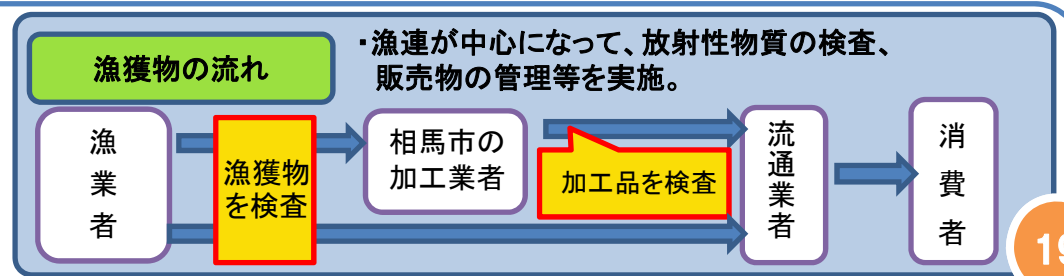 漁獲物の流れ
・漁連が中心になって、放射性物質の検査、
販売物の管理等を実施。
漁業者
漁獲物
を検査
相馬市の
加工業者
加工品を検査
流通業者
消費者
19